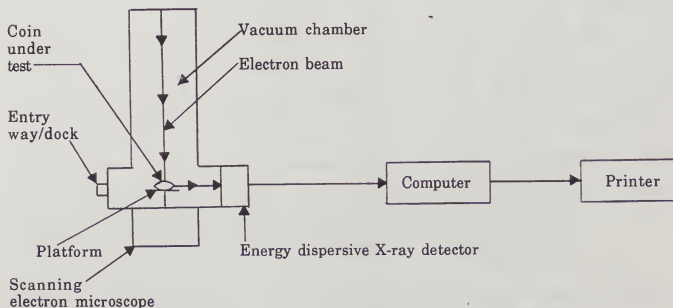 Coin
under
test
Vacuum chamber
Electron beam
Entry
way/dock
Computer
Printer
Platform
Energy dispersive X-ray detector
Scanning
electron microscope